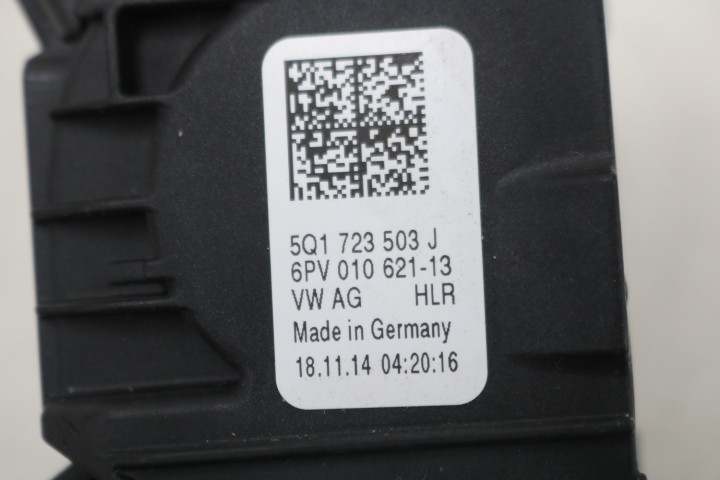 5Q1 723 503 J
6PV 010 621-13
VW AG HLR
Made in Germany
18.11.14 04:20:16